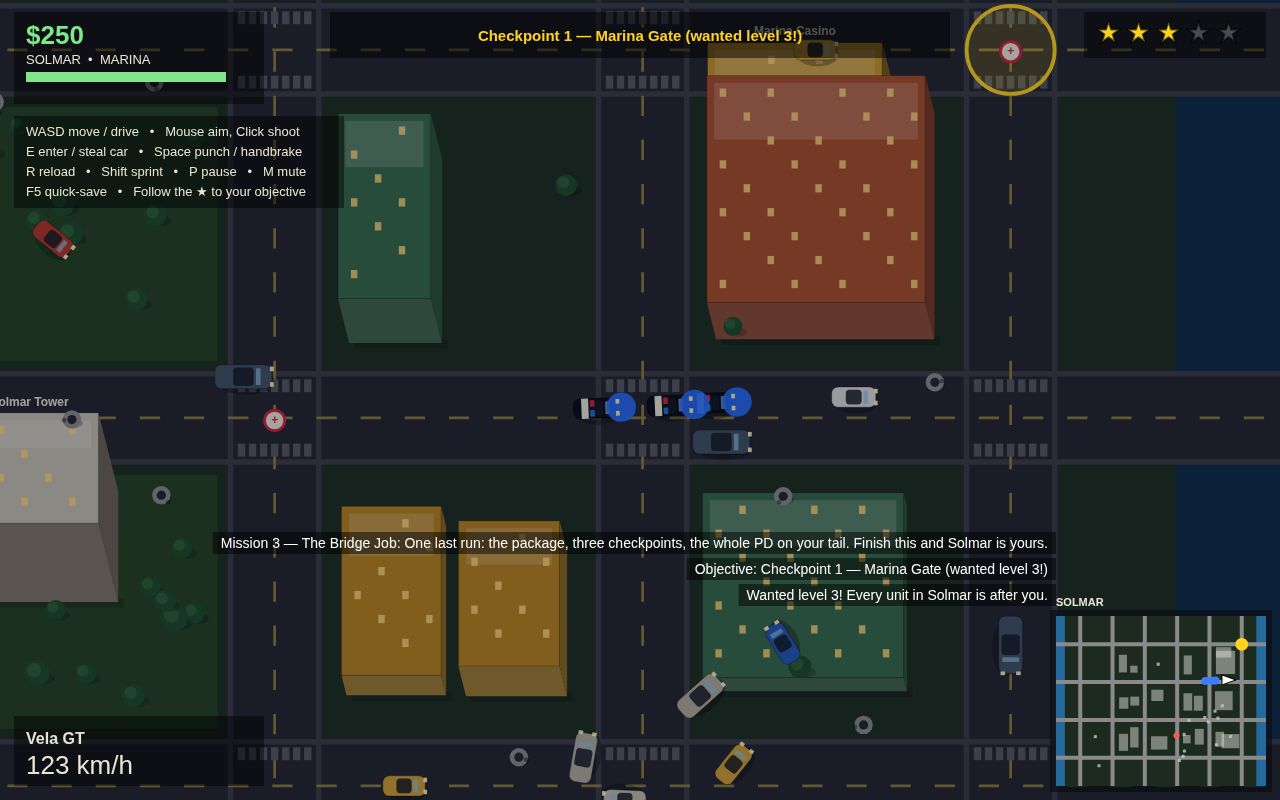 $250
SOLMAR • MARINA
Checkpoint 1 — Marina Gate (wanted level 3!)
Marina Casino
WASD move / drive • Mouse aim, Click shoot
E enter / steal car • Space punch / handbrake
R reload • Shift sprint • P pause • M mute
F5 quick-save • Follow the ★ to your objective
olmar Tower
Mission 3 — The Bridge Job: One last run: the package, three checkpoints, the whole PD on your tail. Finish this and Solmar is yours.
Objective: Checkpoint 1 — Marina Gate (wanted level 3!)
Wanted level 3! Every unit in Solmar is after you.
SOLMAR
Vela GT
123 km/h